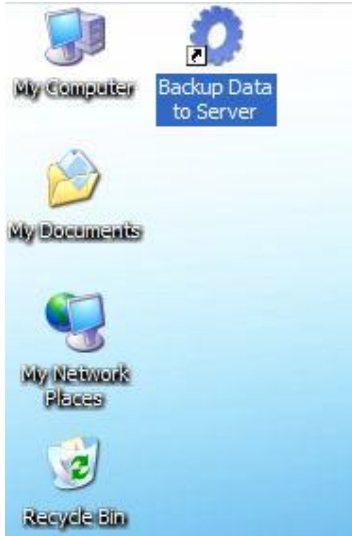 My Computer
Backup Data
to Server
My Documents
My Network
Places
Recycle Bin